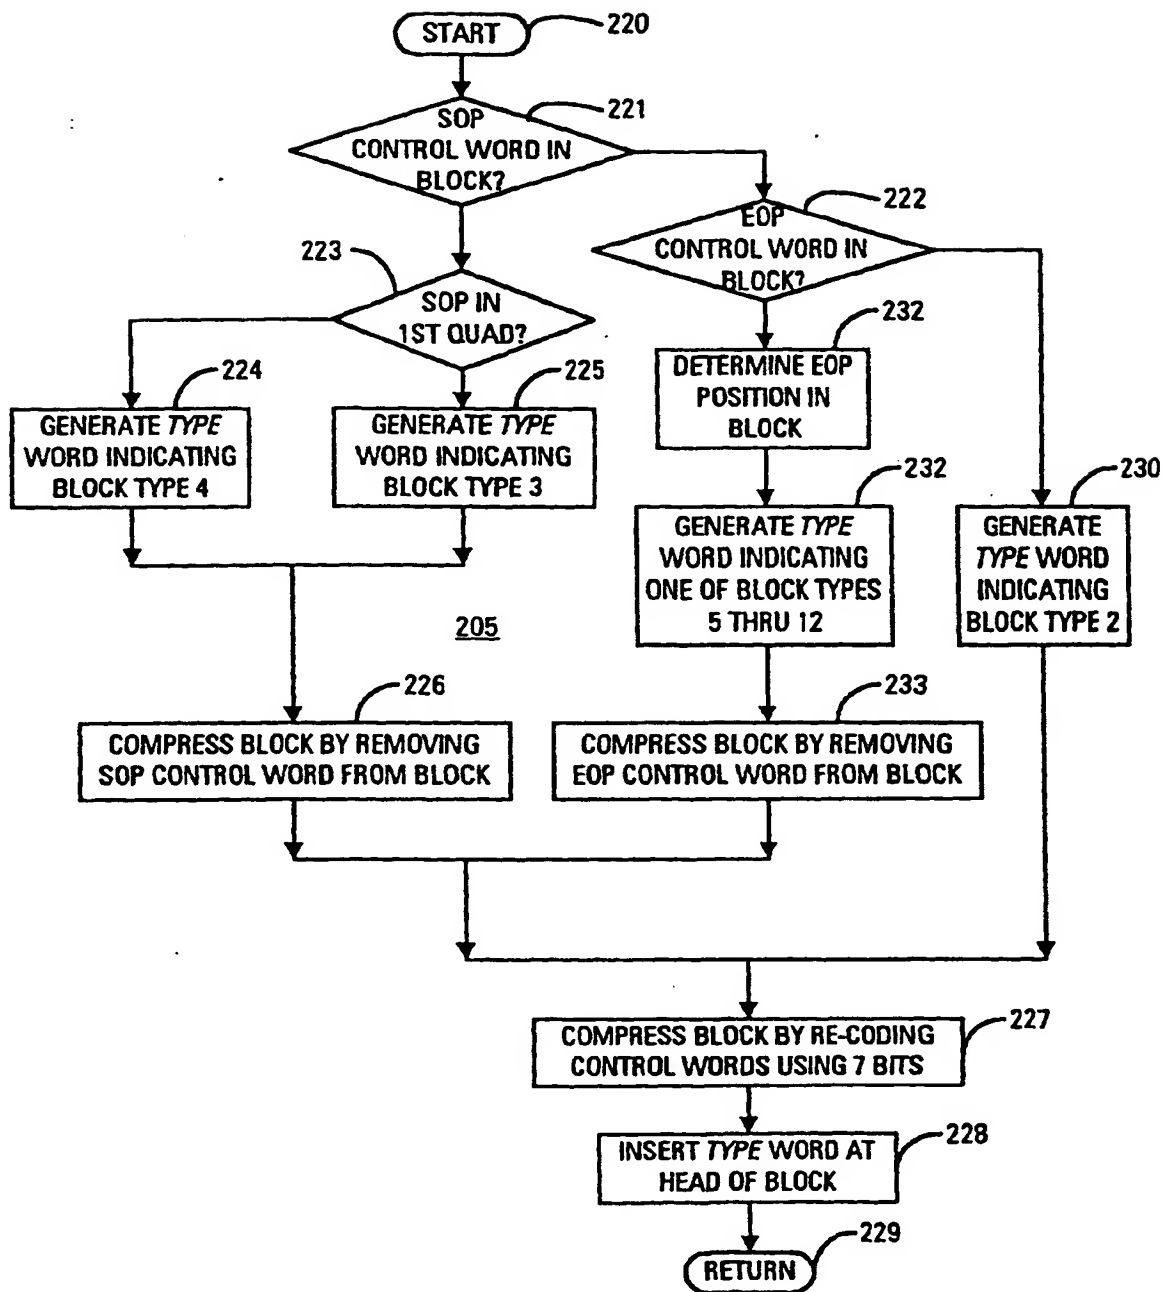 START
220
SOP
CONTROL WORD IN
BLOCK?
221
EOP
CONTROL WORD IN
BLOCK?
222
223
SOP IN
1ST QUAD?
232
DETERMINE EOP
POSITION IN
BLOCK
224
GENERATE TYPE
WORD INDICATING
BLOCK TYPE 4
225
GENERATE TYPE
WORD INDICATING
BLOCK TYPE 3
232
GENERATE TYPE
WORD INDICATING
ONE OF BLOCK TYPES
5 THRU 12
230
GENERATE
TYPE WORD
INDICATING
BLOCK TYPE 2
205
226
COMPRESS BLOCK BY REMOVING
SOP CONTROL WORD FROM BLOCK
233
COMPRESS BLOCK BY REMOVING
EOP CONTROL WORD FROM BLOCK
227
COMPRESS BLOCK BY RE-CODING
CONTROL WORDS USING 7 BITS
228
INSERT TYPE WORD AT
HEAD OF BLOCK
229
RETURN